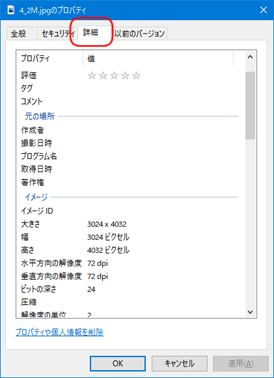 4_2M.jpgのプロパティ
全般 セキュリティ 詳細 以前のバージョン
プロパティ 値
評価 ☆☆☆☆☆
タグ
コメント
元の場所
作成者
撮影日時
プログラム名
取得日時
著作権
イメージ
イメージ ID
大きさ 3024 x 4032
幅 3024 ピクセル
高さ 4032 ピクセル
水平方向の解像度 72 dpi
垂直方向の解像度 72 dpi
ビットの深さ 24
圧縮
解像度の単位 2
プロパティや個人情報を削除
OK キャンセル 適用(A)